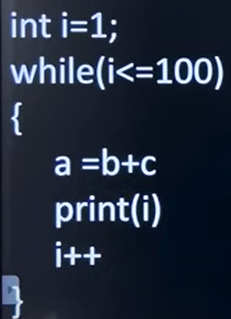 int i=1;
while(i<=100)
{
a =b+c
print(i)
i++
}